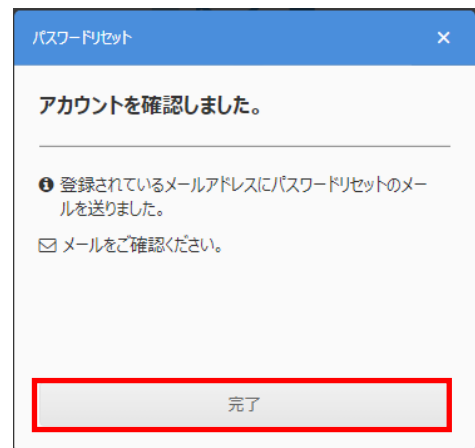 パスワードリセット
アカウントを確認しました。
登録されているメールアドレスにパスワードリセットのメー
ルを送りました。
メールをご確認ください。
完了